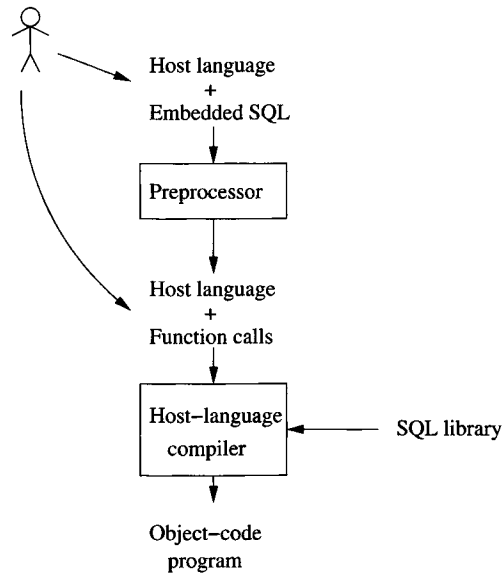 Host language
+
Embedded SQL
Preprocessor
Host language
+
Function calls
Host−language
compiler
SQL library
Object−code
program